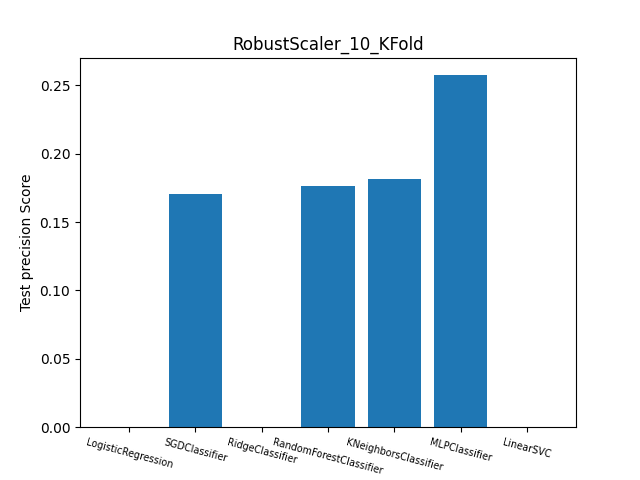 RobustScaler_10_KFold
Test precision Score
0.25
0.20
0.15
0.10
0.05
0.00
LogisticRegression
SGDClassifier
RidgeClassifier
RandomForestClassifier
KNeighborsClassifier
MLPClassifier
LinearSVC